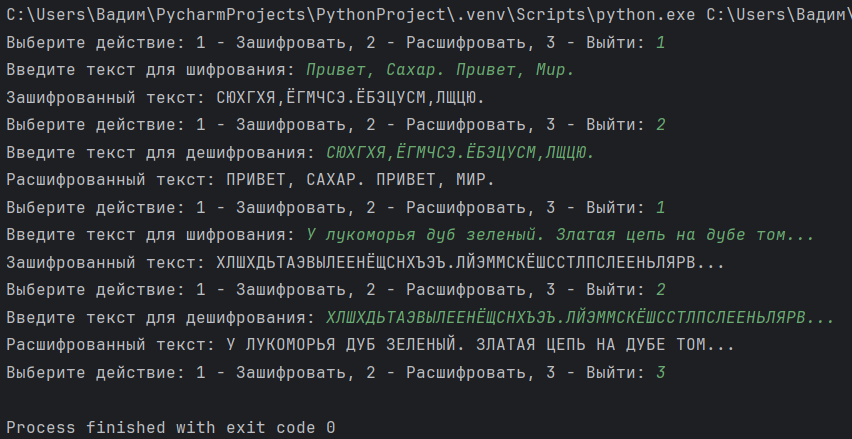 C:\Users\Вадим\PycharmProjects\PythonProject\.venv\Scripts\python.exe C:\Users\Вадим\
Выберите действие: 1 - Зашифровать, 2 - Расшифровать, 3 - Выйти: 1
Введите текст для шифрования: Привет, Сахар. Привет, Мир.
Зашифрованный текст: СЮХГХЯ,ЁГМЧСЭ.ЁБЭЦУСМ,ЛЩЦЮ.
Выберите действие: 1 - Зашифровать, 2 - Расшифровать, 3 - Выйти: 2
Введите текст для дешифрования: СЮХГХЯ,ЁГМЧСЭ.ЁБЭЦУСМ,ЛЩЦЮ.
Расшифрованный текст: ПРИВЕТ, САХАР. ПРИВЕТ, МИР.
Выберите действие: 1 - Зашифровать, 2 - Расшифровать, 3 - Выйти: 1
Введите текст для шифрования: У лукоморья дуб зеленый. Златая цепь на дубе том...
Зашифрованный текст: ХЛШХДЬТАЭВЫЛЕЕНЁЩСНХЪЭЪ.ЛЙЭММСКЁШССТЛПСЛЕЕНЬЛЯРВ...
Выберите действие: 1 - Зашифровать, 2 - Расшифровать, 3 - Выйти: 2
Введите текст для дешифрования: ХЛШХДЬТАЭВЫЛЕЕНЁЩСНХЪЭЪ.ЛЙЭММСКЁШССТЛПСЛЕЕНЬЛЯРВ...
Расшифрованный текст: У ЛУКОМОРЬЯ ДУБ ЗЕЛЕНЫЙ. ЗЛАТАЯ ЦЕПЬ НА ДУБЕ ТОМ...
Выберите действие: 1 - Зашифровать, 2 - Расшифровать, 3 - Выйти: 3
Process finished with exit code 0